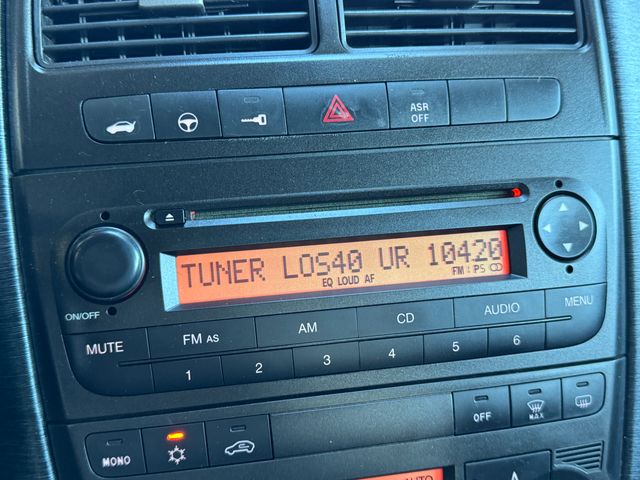 ASR
OFF
TUNER LOS40 UR 10420
EQ LOUD AF
FM : PS
ON/OFF
MUTE
FM AS
AM
CD
AUDIO
MENU
1 2 3 4 5 6
MONO
OFF
MAX
AUTO